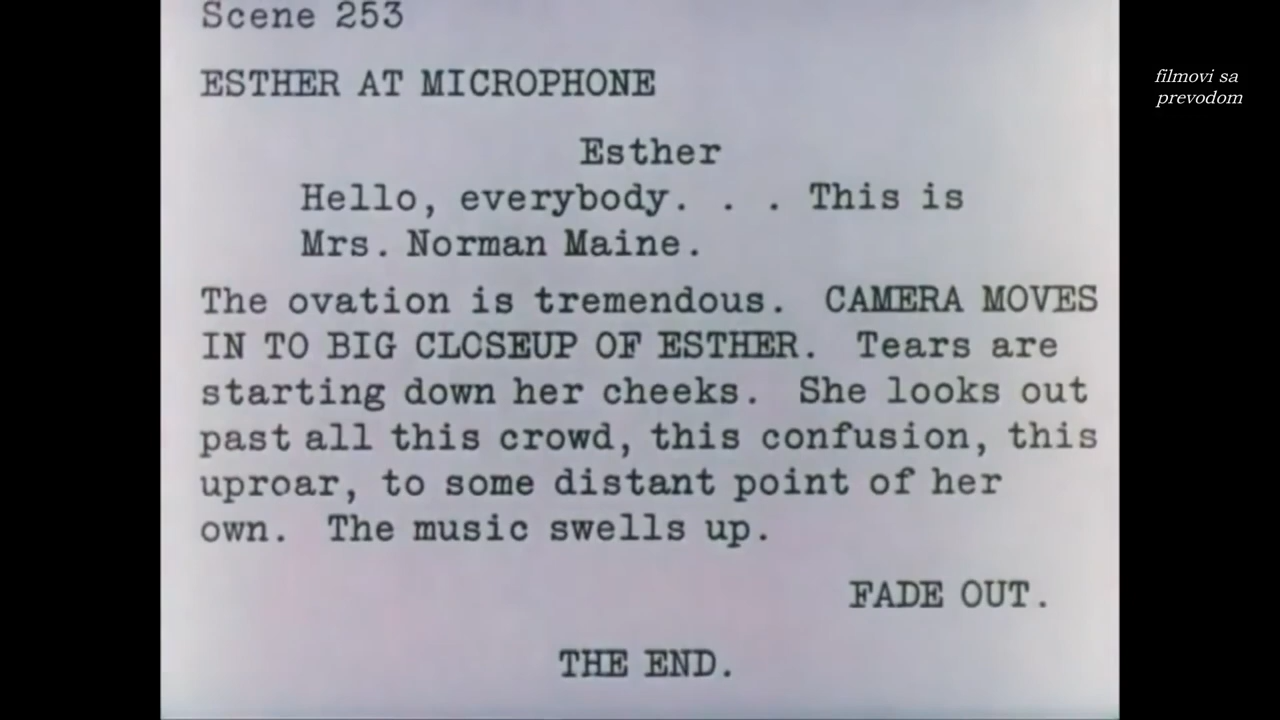 Scene 253
ESTHER AT MICROPHONE
Esther
Hello, everybody. . . This is
Mrs. Norman Maine.
The ovation is tremendous. CAMERA MOVES
IN TO BIG CLOSEUP OF ESTHER. Tears are
starting down her cheeks. She looks out
past all this crowd, this confusion, this
uproar, to some distant point of her
own. The music swells up.
FADE OUT.
THE END.
filmovi sa
prevodom